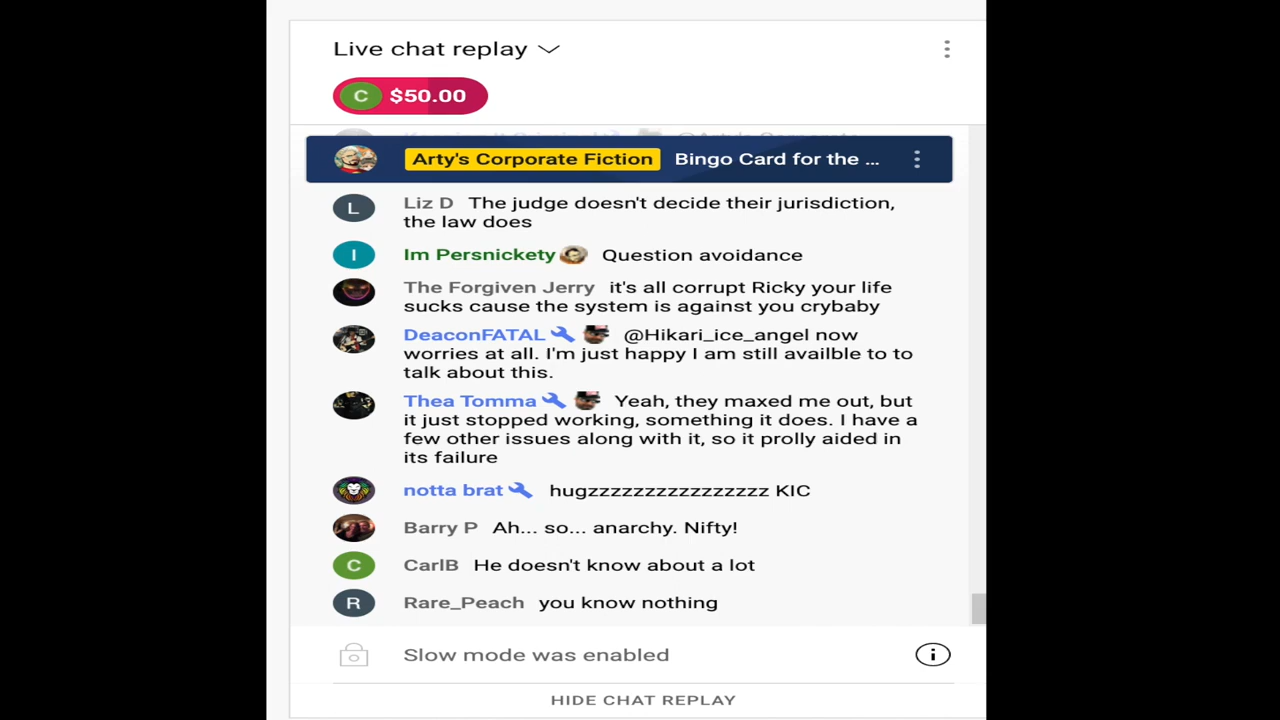 Live chat replay
C $50.00
Arty's Corporate Fiction Bingo Card for the ...
L Liz D The judge doesn't decide their jurisdiction,
the law does
I Im Persnickety Question avoidance
The Forgiven Jerry it's all corrupt Ricky your life
sucks cause the system is against you crybaby
DeaconFATAL @Hikari_ice_angel now
worries at all. I'm just happy I am still availble to to
talk about this.
Thea Tomma Yeah, they maxed me out, but
it just stopped working, something it does. I have a
few other issues along with it, so it prolly aided in
its failure
notta brat hugzzzzzzzzzzzzzzzzz KIC
Barry P Ah... so... anarchy. Nifty!
C CarlB He doesn't know about a lot
R Rare_Peach you know nothing
Slow mode was enabled
HIDE CHAT REPLAY